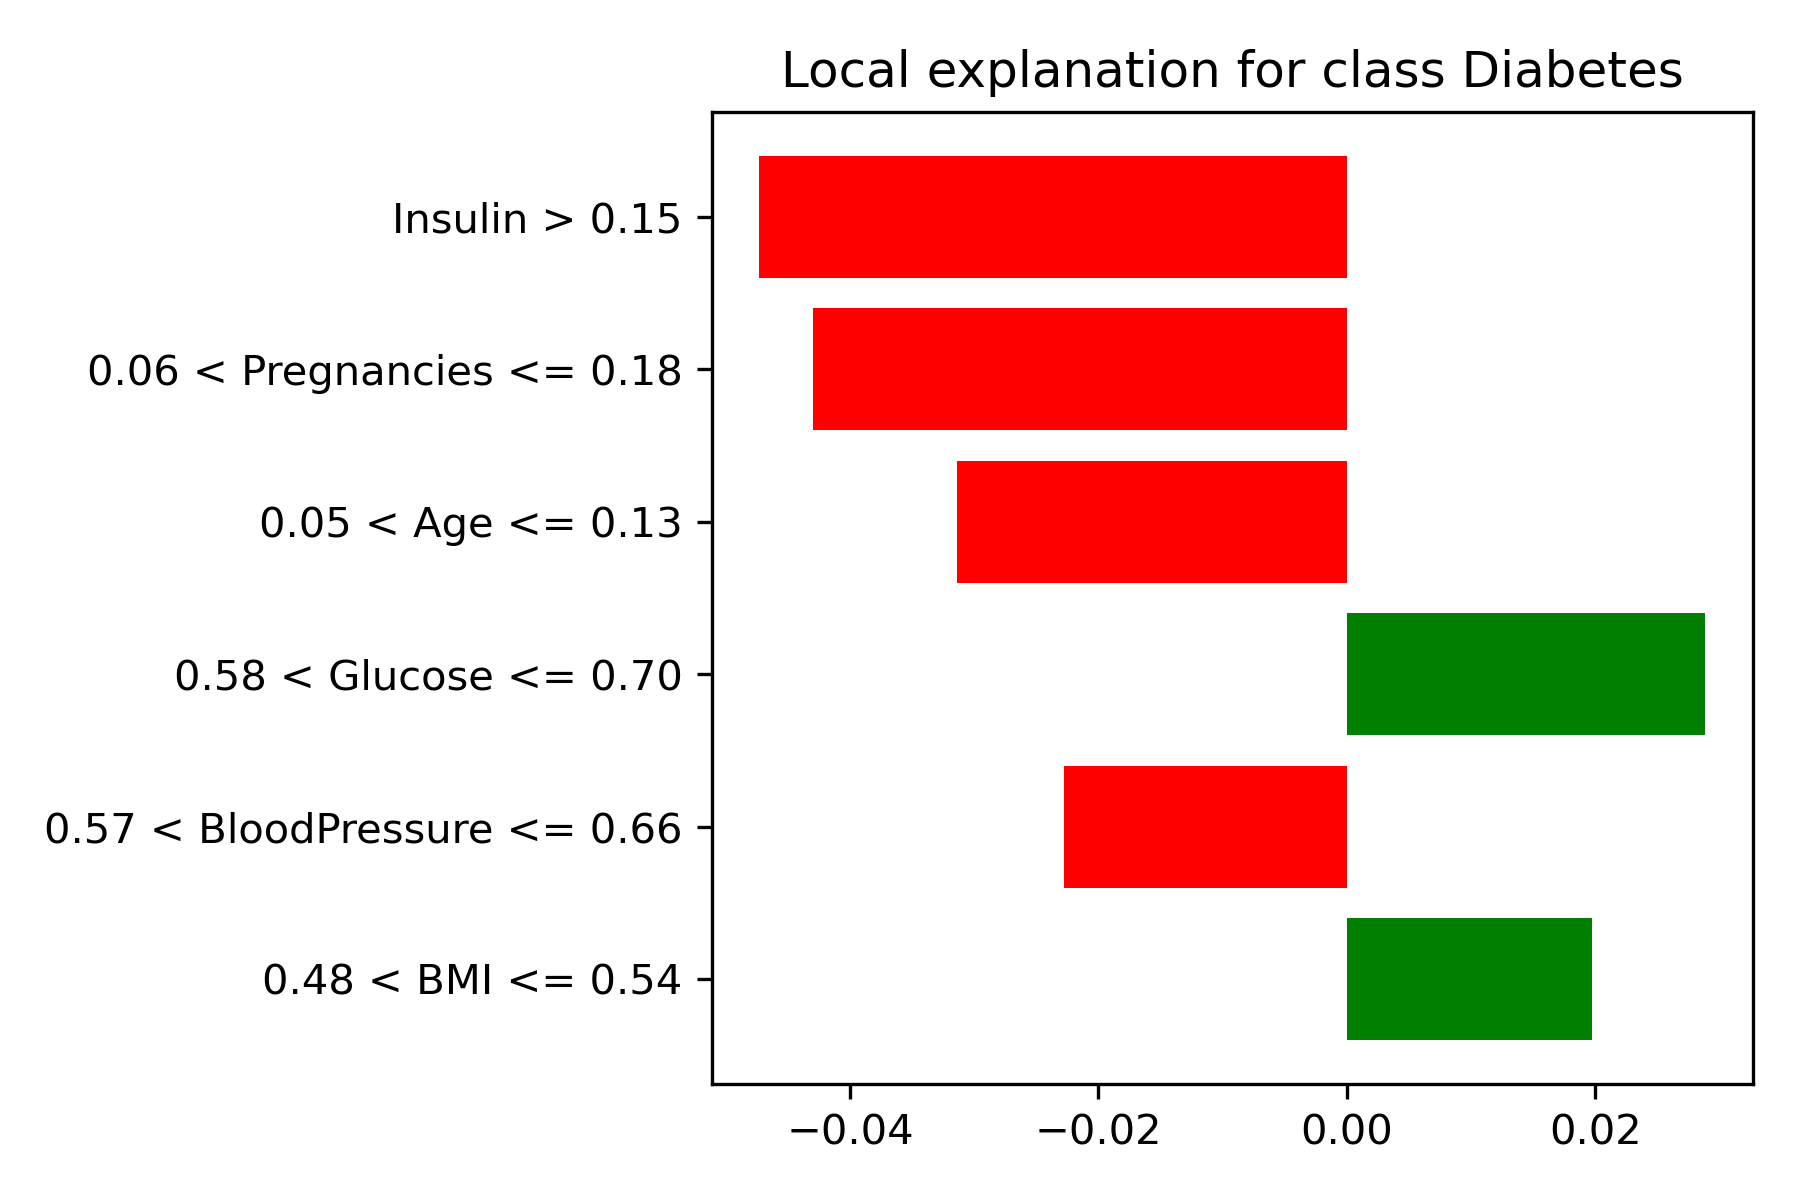 Local explanation for class Diabetes
Insulin > 0.15
0.06 < Pregnancies <= 0.18
0.05 < Age <= 0.13
0.58 < Glucose <= 0.70
0.57 < BloodPressure <= 0.66
0.48 < BMI <= 0.54
−0.04 −0.02 0.00 0.02